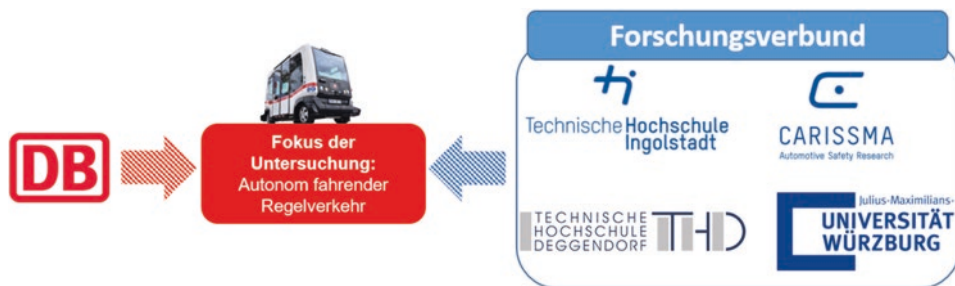 Forschungsverbund
DB
Fokus der
Untersuchung:
Autonom fahrender
Regelverkehr
Technische Hochschule
Ingolstadt
CARISSMA
Automotive Safety Research
TECHNISCHE
HOCHSCHULE
DEGGENDORF
THD
Julius-Maximilians-
UNIVERSITÄT
WÜRZBURG